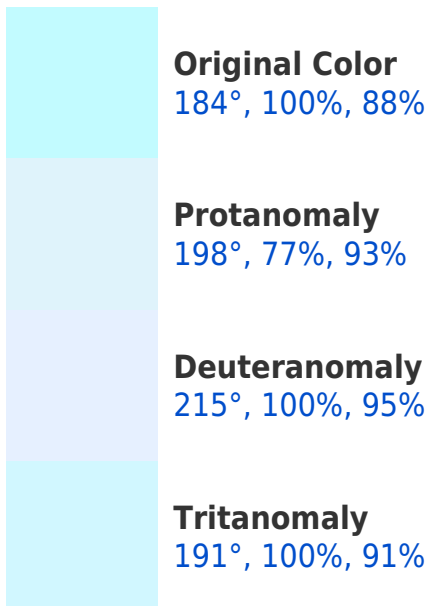 Original Color
184°, 100%, 88%
Protanomaly
198°, 77%, 93%
Deuteranomaly
215°, 100%, 95%
Tritanomaly
191°, 100%, 91%